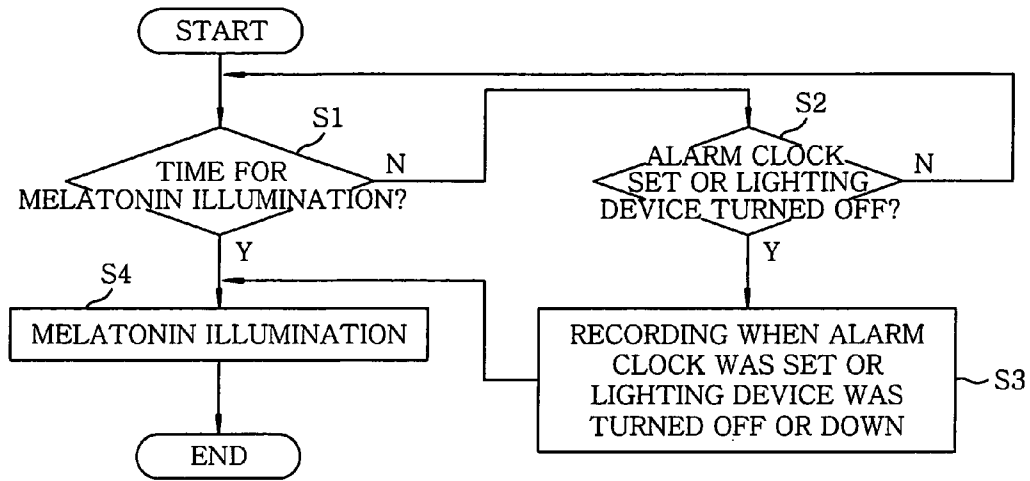 START
S1
TIME FOR
MELATONIN ILLUMINATION?
N
Y
S2
ALARM CLOCK
SET OR LIGHTING
DEVICE TURNED OFF?
N
Y
S4
MELATONIN ILLUMINATION
RECORDING WHEN ALARM
CLOCK WAS SET OR
LIGHTING DEVICE WAS
TURNED OFF OR DOWN
S3
END